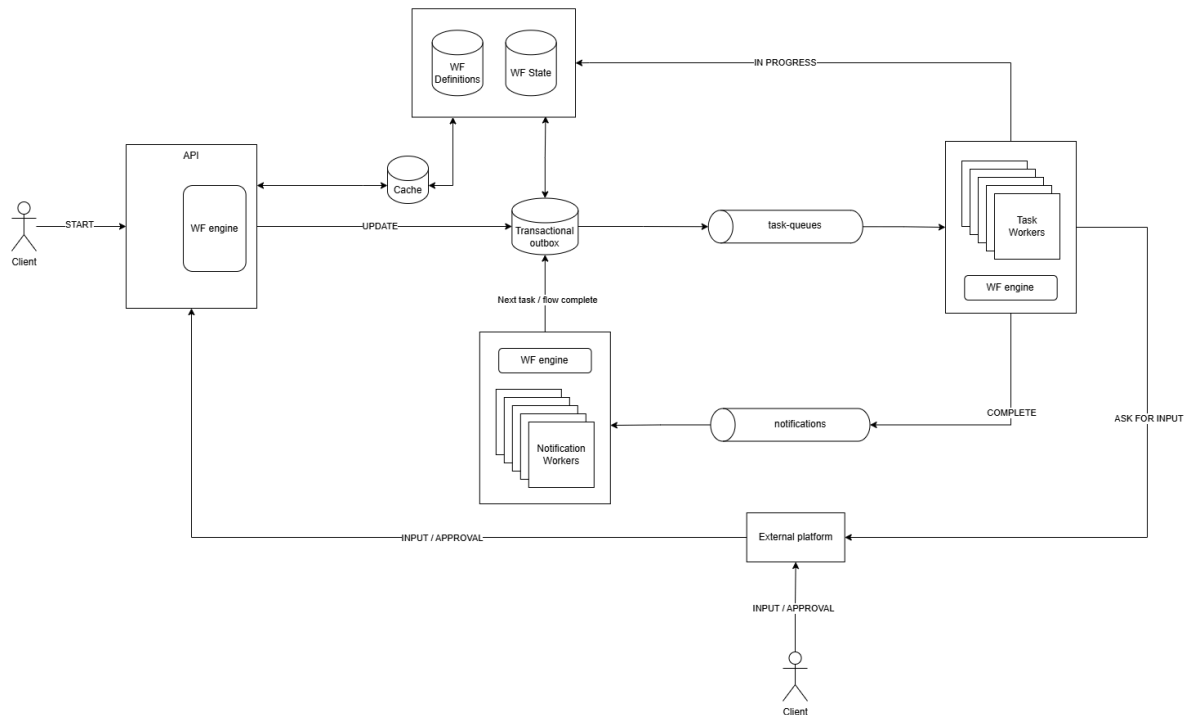 WF
Definitions
WF State
IN PROGRESS
API
Cache
WF engine
START
UPDATE
Transactional
outbox
task-queues
Task
Workers
Client
WF engine
Next task / flow complete
WF engine
COMPLETE
ASK FOR INPUT
notifications
Notification
Workers
INPUT / APPROVAL
External platform
INPUT / APPROVAL
Client